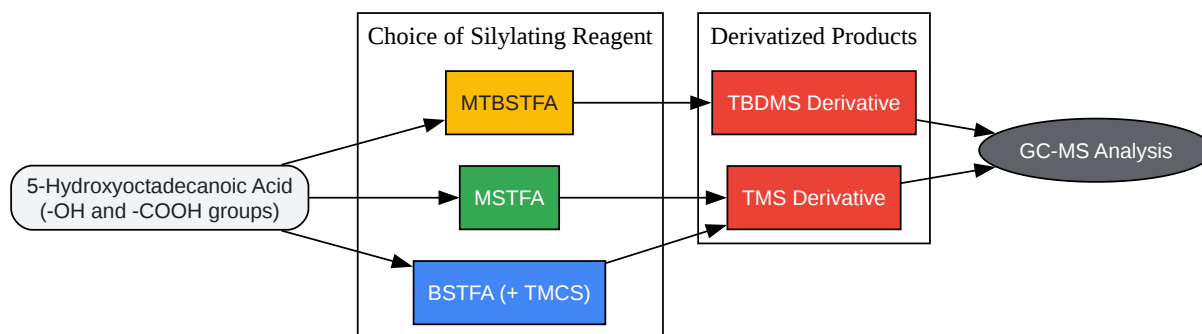 Choice of Silylating Reagent
Derivatized Products
MTBSTFA
TBDMS Derivative
GC-MS Analysis
5-Hydroxyoctadecanoic Acid
(-OH and -COOH groups)
MSTFA
TMS Derivative
BSTFA (+ TMCS)